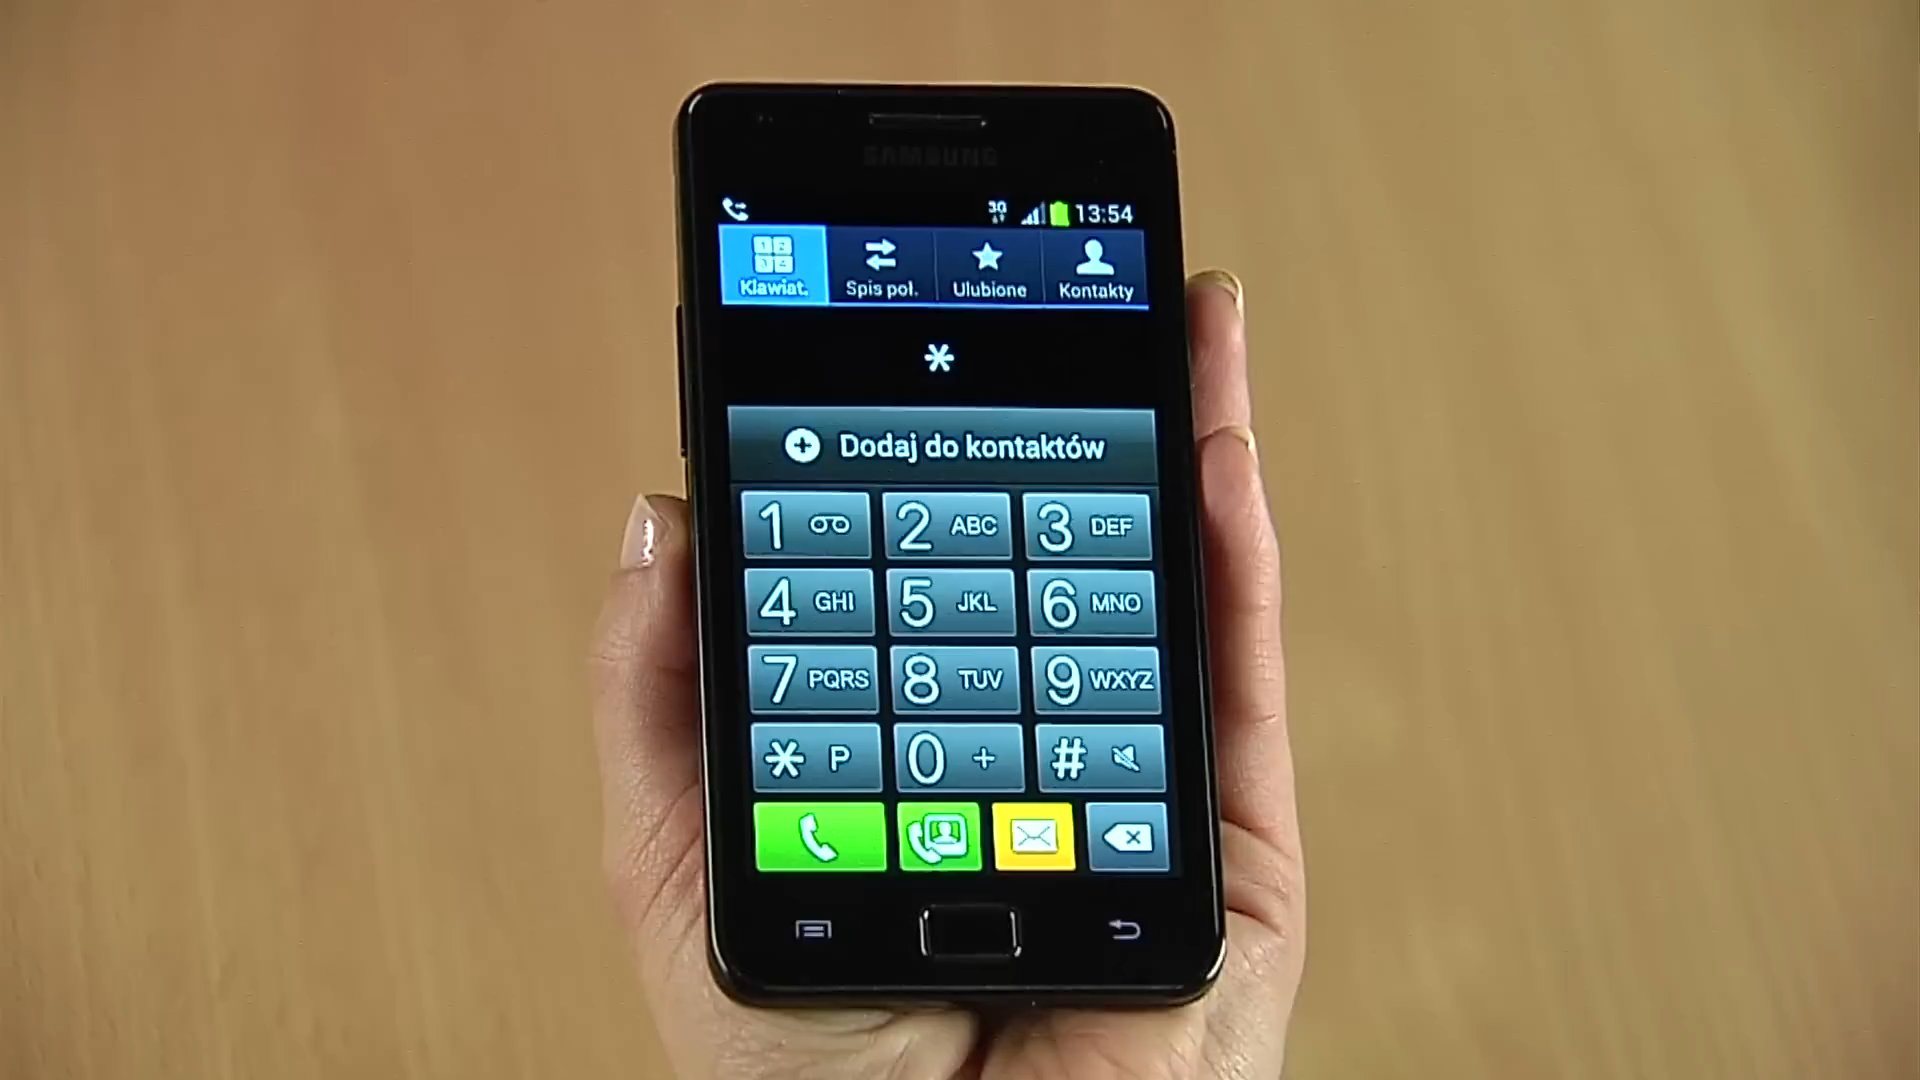 SAMSUNG
3G 13:54
Klawiat. Spis poł. Ulubione Kontakty
*
Dodaj do kontaktów
1 2 ABC 3 DEF
4 GHI 5 JKL 6 MNO
7 PQRS 8 TUV 9 WXYZ
* P 0 + #